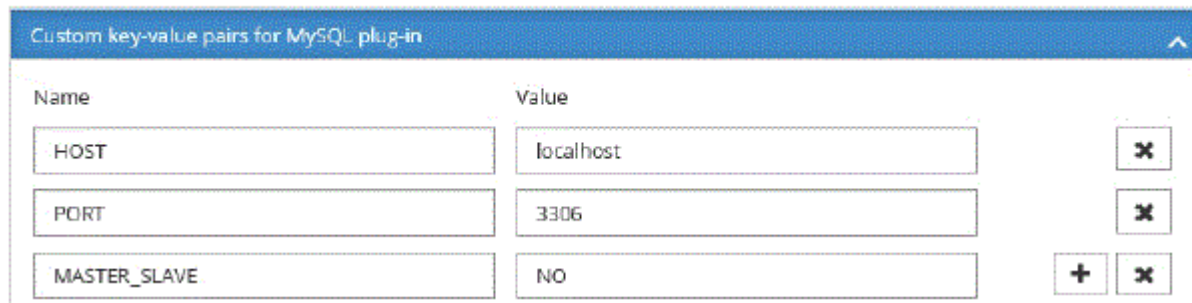 Custom key-value pairs for MySQL plug-in
Name Value
HOST localhost
PORT 3306
MASTER_SLAVE NO